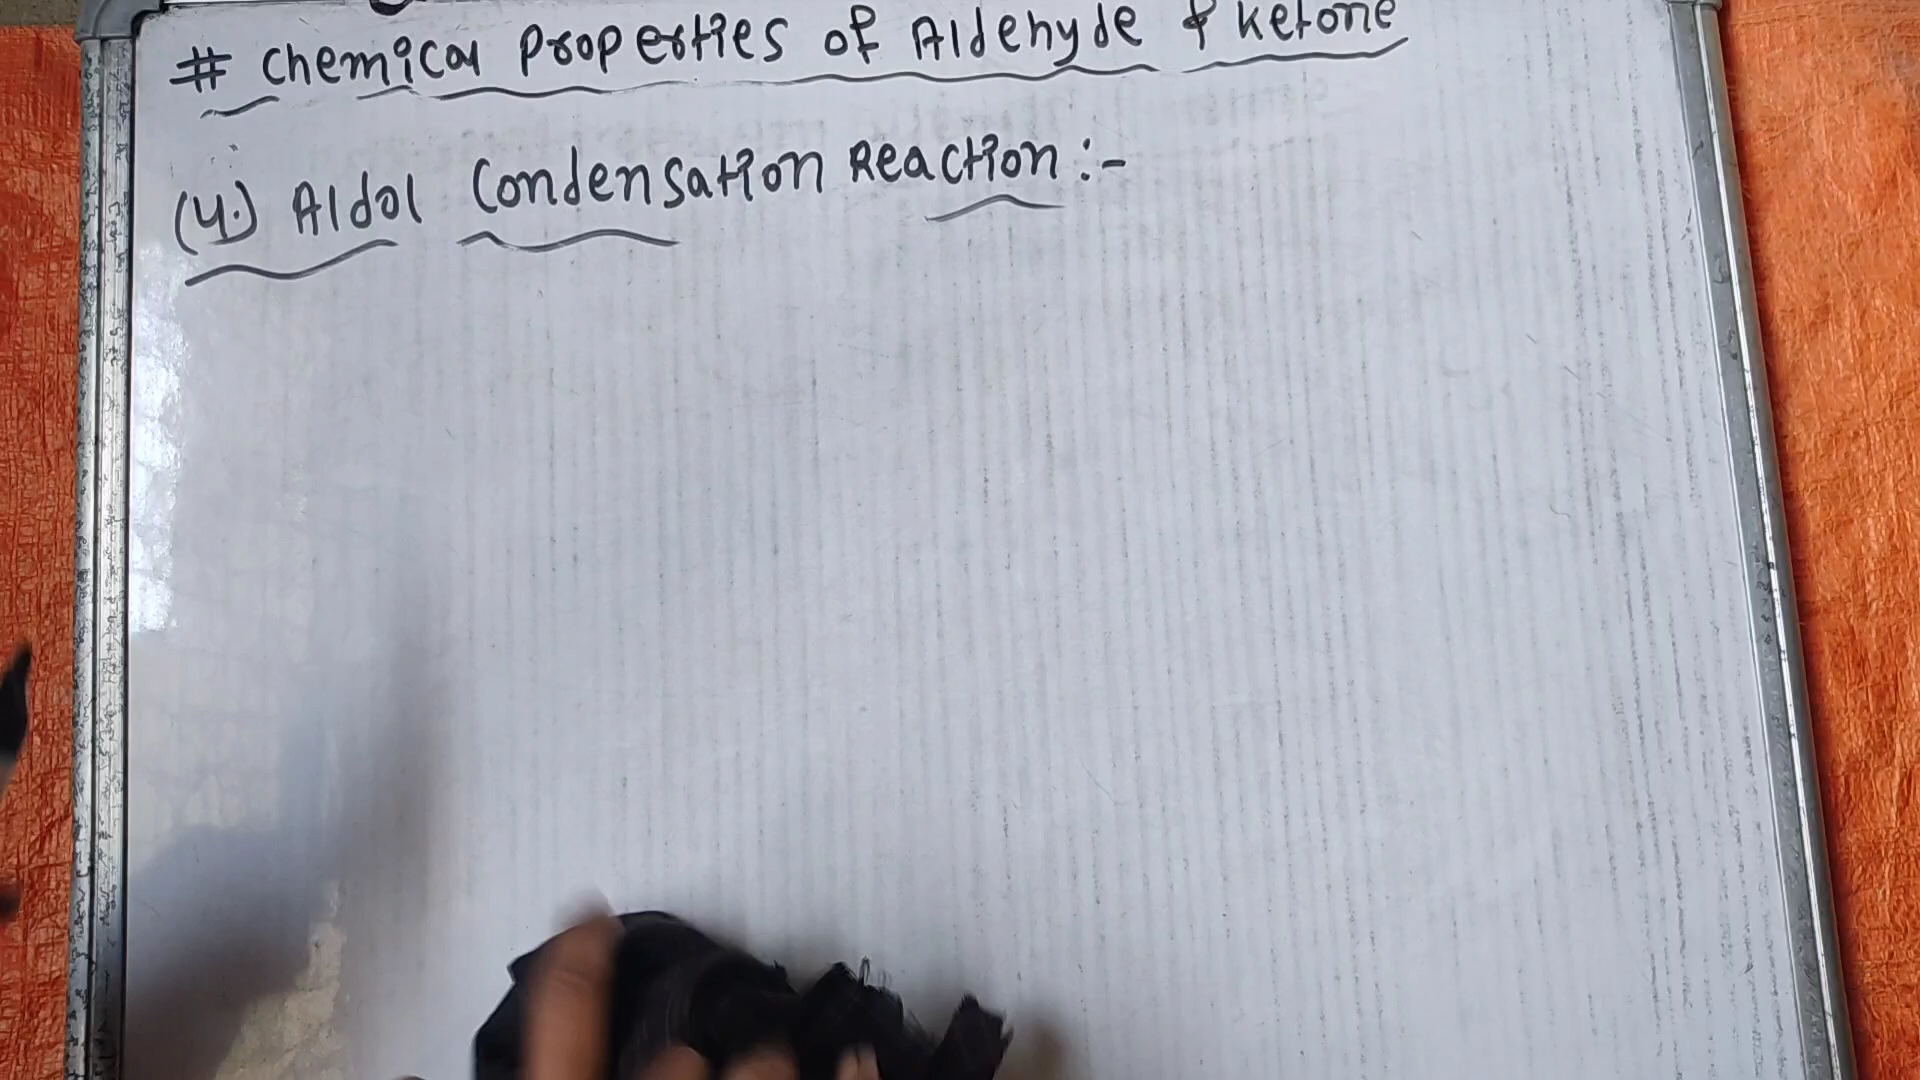 # Chemical Properties of Aldehyde & Ketone
(4.) Aldol Condensation Reaction :-